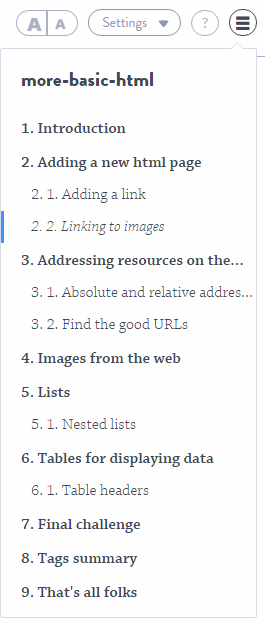 A A Settings ?
more-basic-html
1. Introduction
2. Adding a new html page
2. 1. Adding a link
2. 2. Linking to images
3. Addressing resources on the...
3. 1. Absolute and relative addres...
3. 2. Find the good URLs
4. Images from the web
5. Lists
5. 1. Nested lists
6. Tables for displaying data
6. 1. Table headers
7. Final challenge
8. Tags summary
9. That's all folks